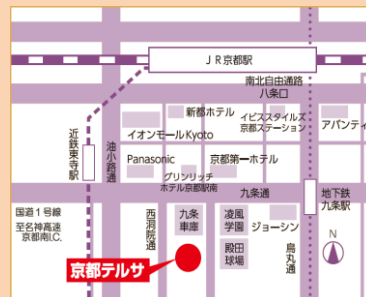 JR京都駅
南北自由通路
八条口
新都ホテル
イビススタイルズ
京都ステーション
アバンティ
イオンモールKyoto
近鉄東寺駅
油小路通
Panasonic
京都第一ホテル
グリンリッチ
ホテル京都駅南
九条通
地下鉄
九条駅
国道1号線
至名神高速
京都南I.C.
西洞院通
九条
車庫
凌風
学園
ジョーシン
烏丸通
N
殿田
球場
京都テルサ